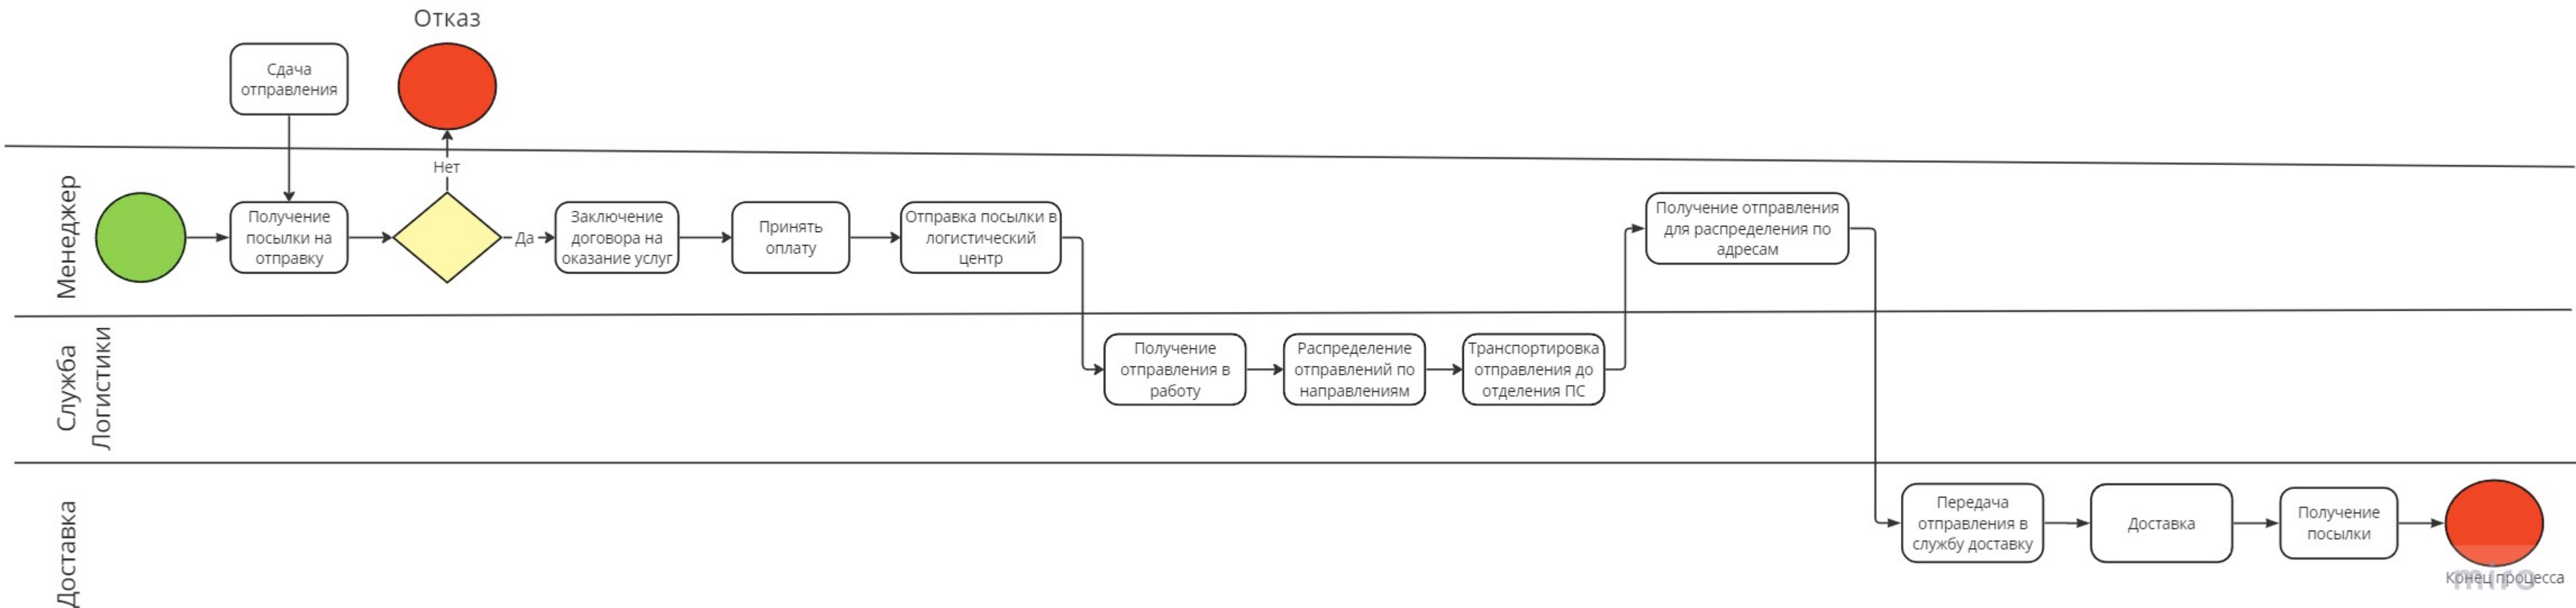 Отказ
Сдача
отправления
Нет
Менеджер
Получение
посылки на
отправку
Да
Заключение
договора на
оказание услуг
Принять
оплату
Отправка посылки в
логистический
центр
Получение отправления
для распределения по
адресам
Служба
Логистики
Получение
отправления в
работу
Распределение
отправлений по
направлениям
Транспортировка
отправления до
отделения ПС
Доставка
Передача
отправления в
службу доставку
Доставка
Получение
посылки
Конец процесса
miro